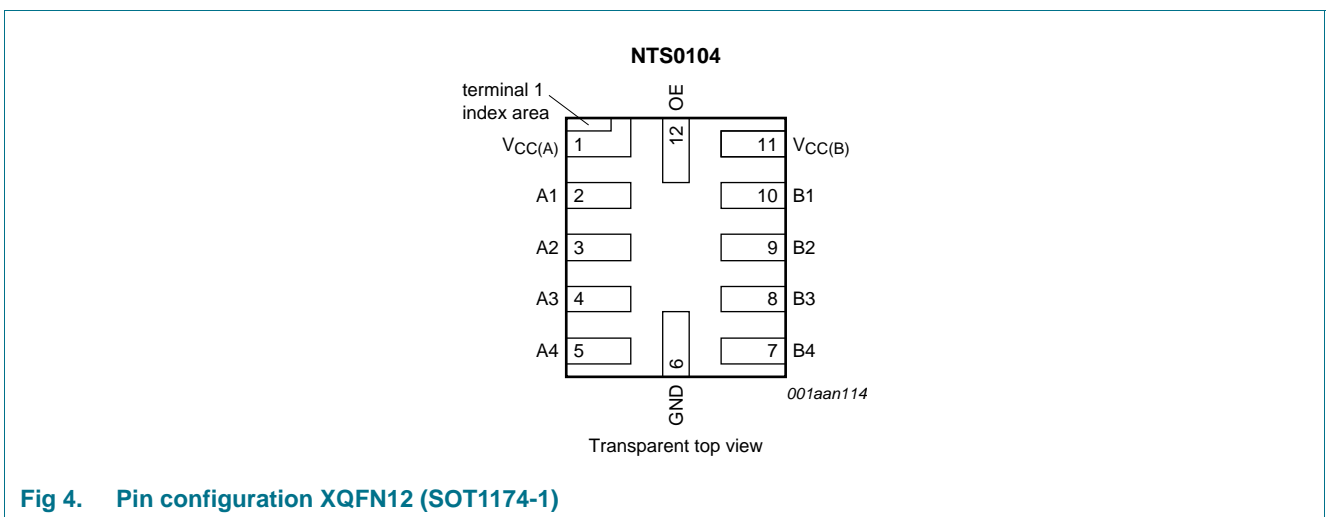 NTS0104
terminal 1
index area
OE
12
VCC(A) 1
11 VCC(B)
A1 2
10 B1
A2 3
9 B2
A3 4
8 B3
A4 5
7 B4
6
GND
001aan114
Transparent top view
Fig 4. Pin configuration XQFN12 (SOT1174-1)